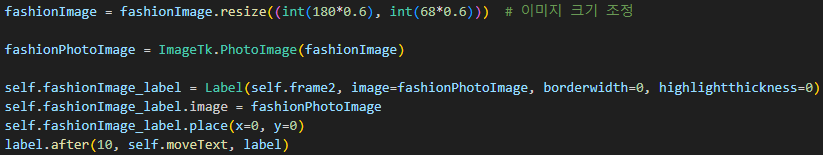 fashionImage = fashionImage.resize((int(180*0.6), int(68*0.6)))  # 이미지 크기 조정
fashionPhotoImage = ImageTk.PhotoImage(fashionImage)
self.fashionImage_label = Label(self.frame2, image=fashionPhotoImage, borderwidth=0, highlightthickness=0)
self.fashionImage_label.image = fashionPhotoImage
self.fashionImage_label.place(x=0, y=0)
label.after(10, self.moveText, label)